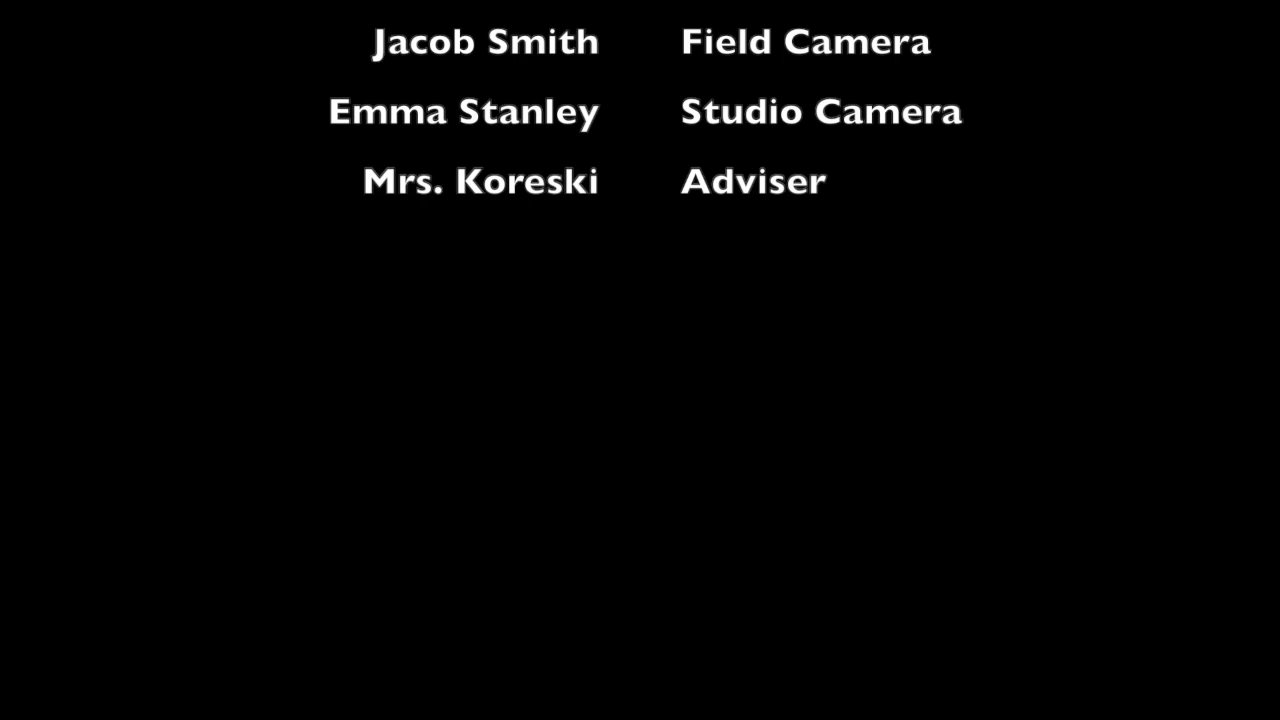 Jacob Smith Field Camera
Emma Stanley Studio Camera
Mrs. Koreski Adviser